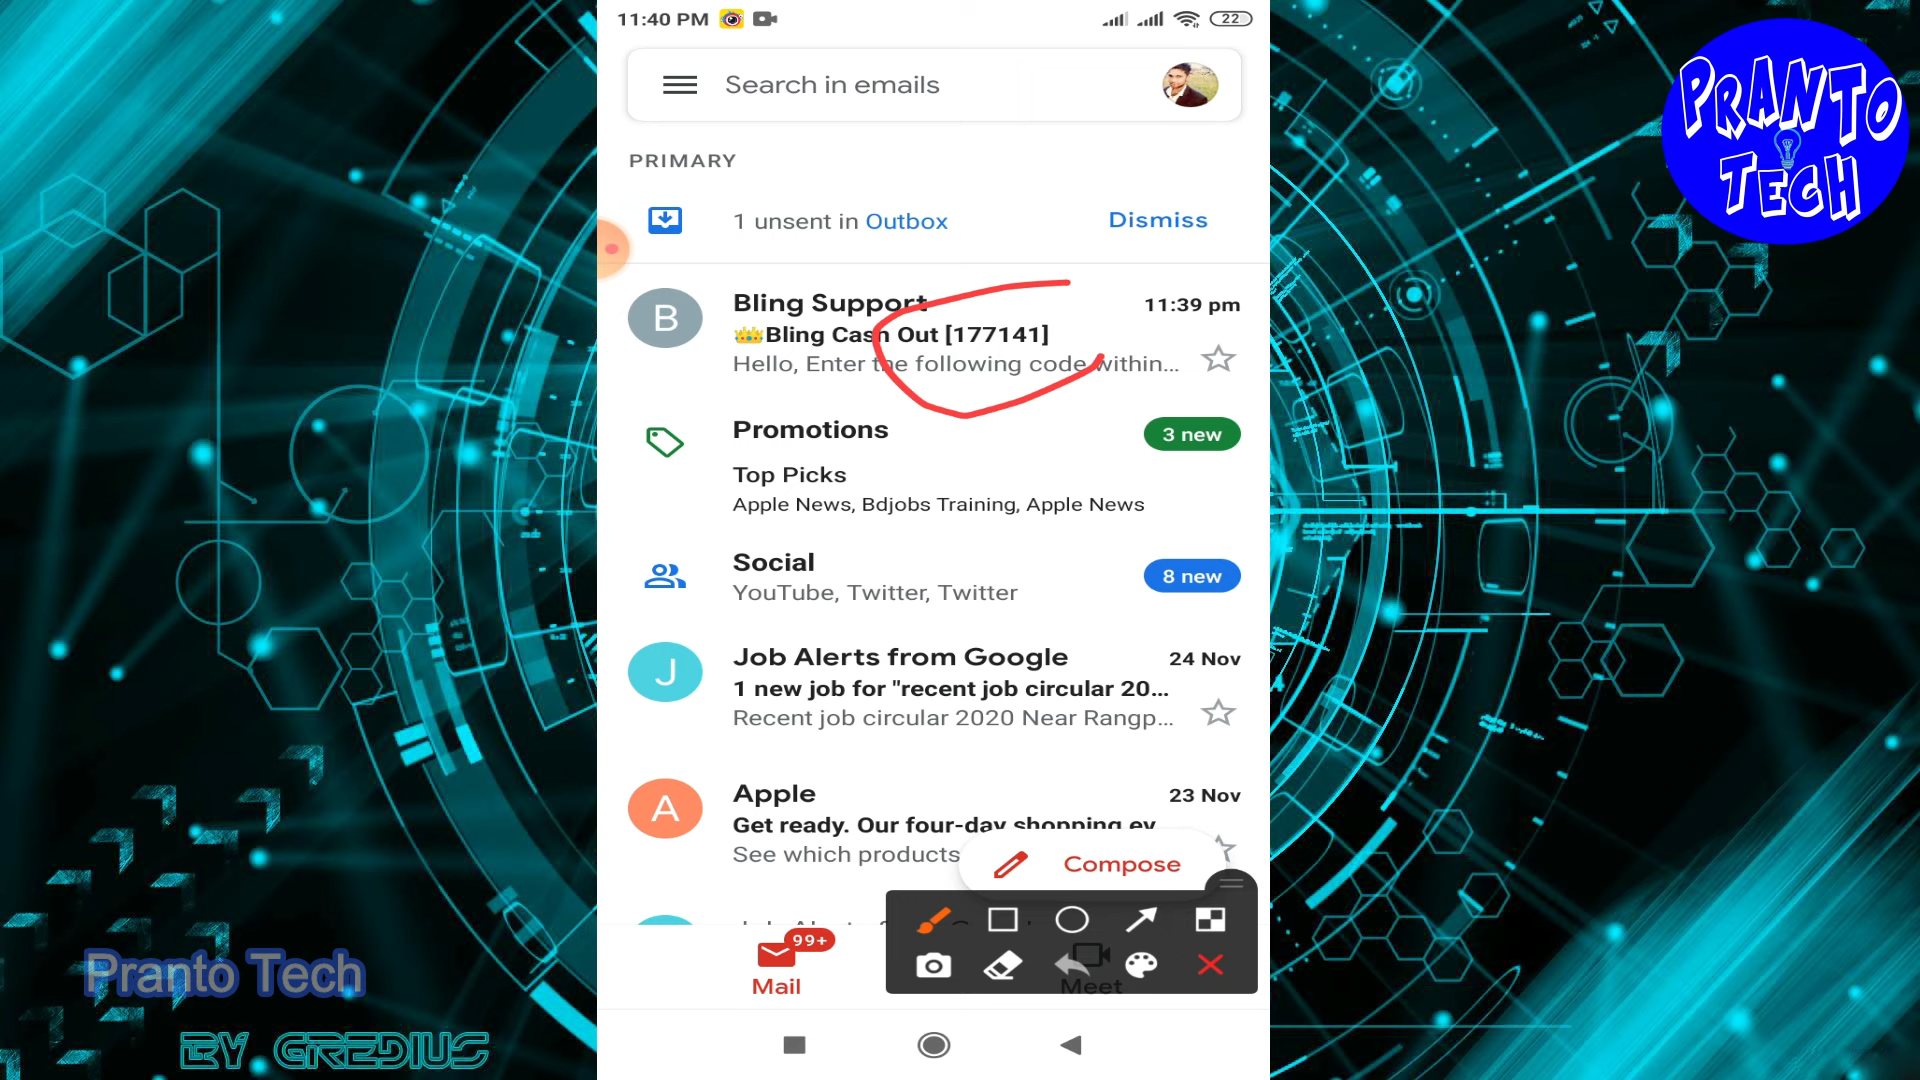 11:40 PM
22
Search in emails
PRIMARY
1 unsent in Outbox
Dismiss
Bling Support
11:39 pm
👑Bling Cash Out [177141]
Hello, Enter the following code within...
Promotions
3 new
Top Picks
Apple News, Bdjobs Training, Apple News
Social
8 new
YouTube, Twitter, Twitter
J
Job Alerts from Google
24 Nov
1 new job for "recent job circular 20...
Recent job circular 2020 Near Rangp...
B
A
Apple
23 Nov
Get ready. Our four-day shopping ev
See which products
Compose
99+
Mail
Meet
PRANTO
TECH
Pranto Tech
BY GREDIUS